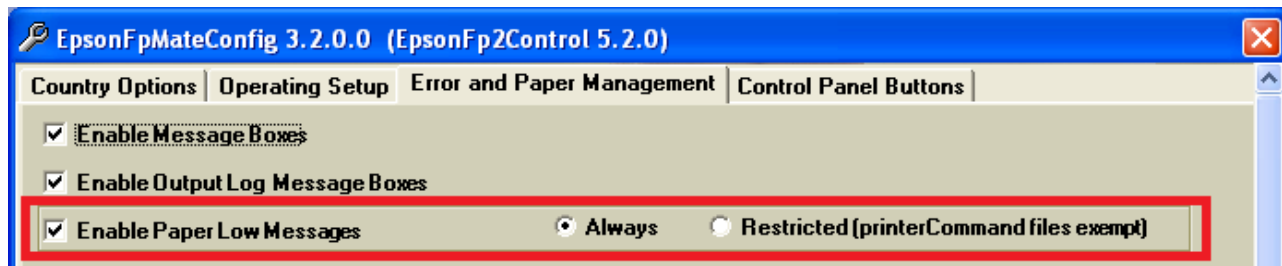 EpsonFpMateConfig 3.2.0.0 (EpsonFp2Control 5.2.0)
Country Options Operating Setup Error and Paper Management Control Panel Buttons
Enable Message Boxes
Enable Output Log Message Boxes
Enable Paper Low Messages Always Restricted (printerCommand files exempt)